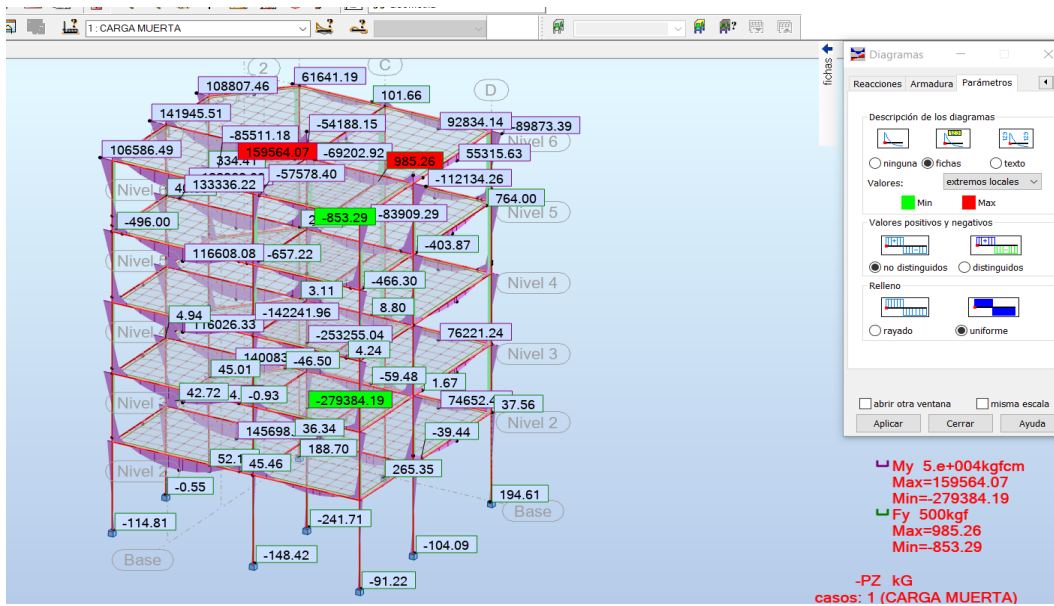 1 : CARGA MUERTA
fichas
2
C
D
108807.46
61641.19
101.66
141945.51
-54188.15
92834.14
-89873.39
-85511.18
Nivel 6
106586.49
159564.07
-69202.92
985.26
55315.63
334.41
-57578.40
-112134.26
133336.22
764.00
-496.00
-853.29
-83909.29
Nivel 5
-403.87
116608.08
-657.22
-466.30
Nivel 4
3.11
4.94
8.80
116026.33
-142241.96
-253255.04
76221.24
4.24
Nivel 3
45.01
-46.50
-59.48
1.67
42.72
-0.93
-279384.19
37.56
36.34
Nivel 2
-39.44
188.70
Nivel 2
45.46
265.35
-0.55
194.61
Base
-114.81
-241.71
-148.42
-104.09
Base
-91.22
Diagramas
Reacciones Armadura Parámetros
Descripción de los diagramas
ninguna fichas texto
Valores: extremos locales
Min Max
Valores positivos y negativos
no distinguidos distinguidos
Relleno
rayado uniforme
abrir otra ventana misma escala
Aplicar Cerrar Ayuda
My 5.e+004kgfcm
Max=159564.07
Min=-279384.19
Fy 500kgf
Max=985.26
Min=-853.29
-PZ kG
casos: 1 (CARGA MUERTA)